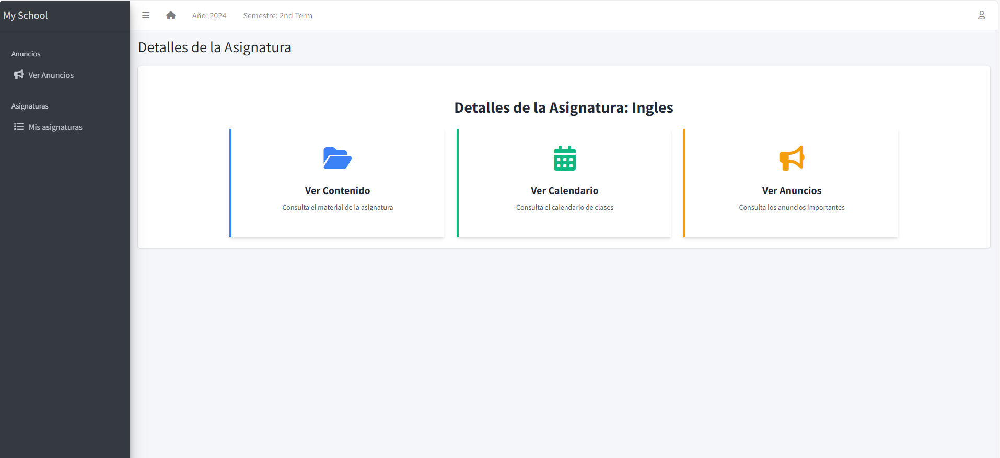 My School
Año: 2024
Semestre: 2nd Term
Anuncios
Ver Anuncios
Asignaturas
Mis asignaturas
Detalles de la Asignatura
Detalles de la Asignatura: Ingles
Ver Contenido
Consulta el material de la asignatura
Ver Calendario
Consulta el calendario de clases
Ver Anuncios
Consulta los anuncios importantes